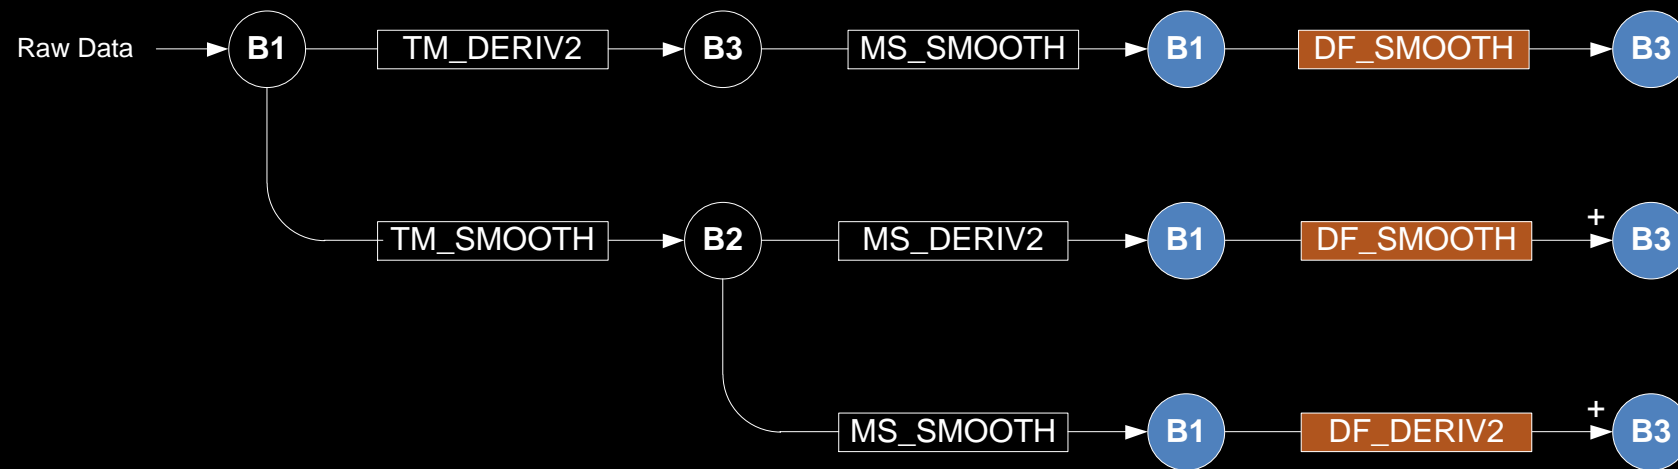 Raw Data B1 TM_DERIV2 B3 MS_SMOOTH B1 DF_SMOOTH B3
TM_SMOOTH B2 MS_DERIV2 B1 DF_SMOOTH + B3
MS_SMOOTH B1 DF_DERIV2 + B3